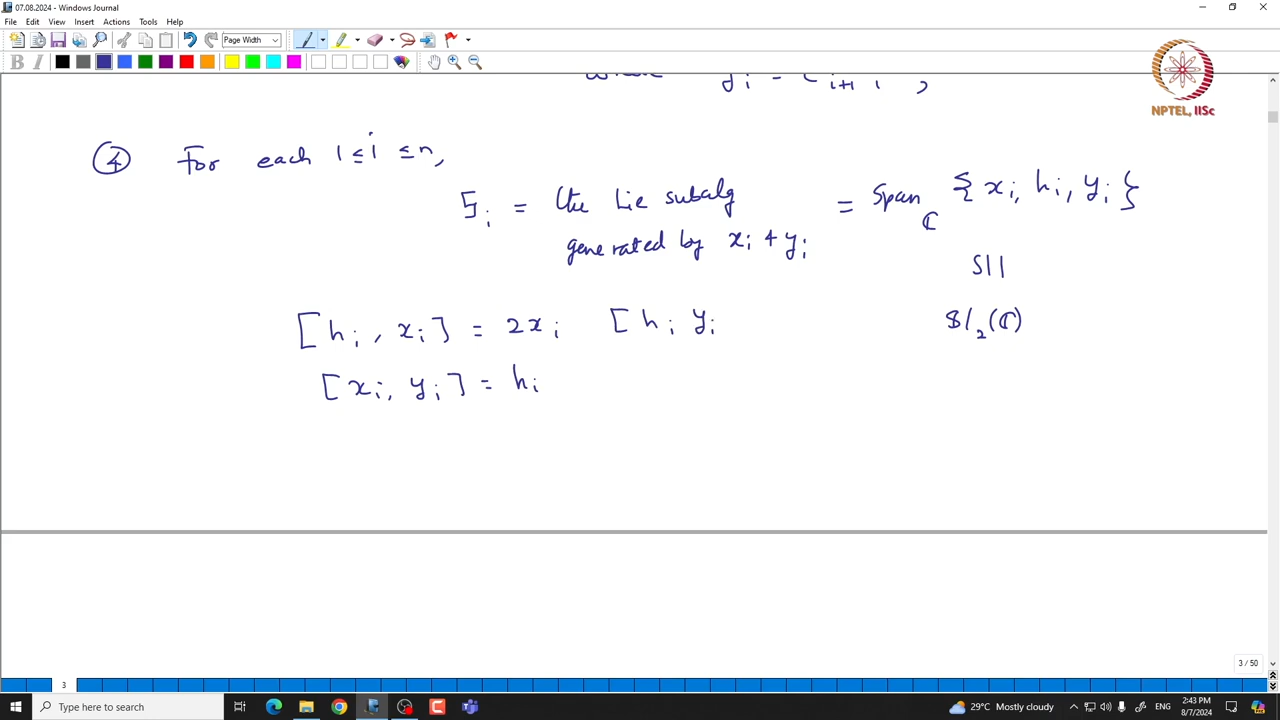 07.08.2024 - Windows Journal
File Edit View Insert Actions Tools Help
Page Width
B I
y_i = e_{i+1 i} ,
NPTEL, IISc
④ For each 1 ≤ i ≤ n,
= the Lie subalg = Span_ℂ { x_i, h_i, y_i }
generated by x_i & y_i
S||
sl_2(ℂ)
[h_i, x_i] = 2x_i [h_i y_i
[x_i, y_i] = h_i
3 / 50
3
Type here to search
29°C Mostly cloudy
ENG
2:43 PM
8/7/2024